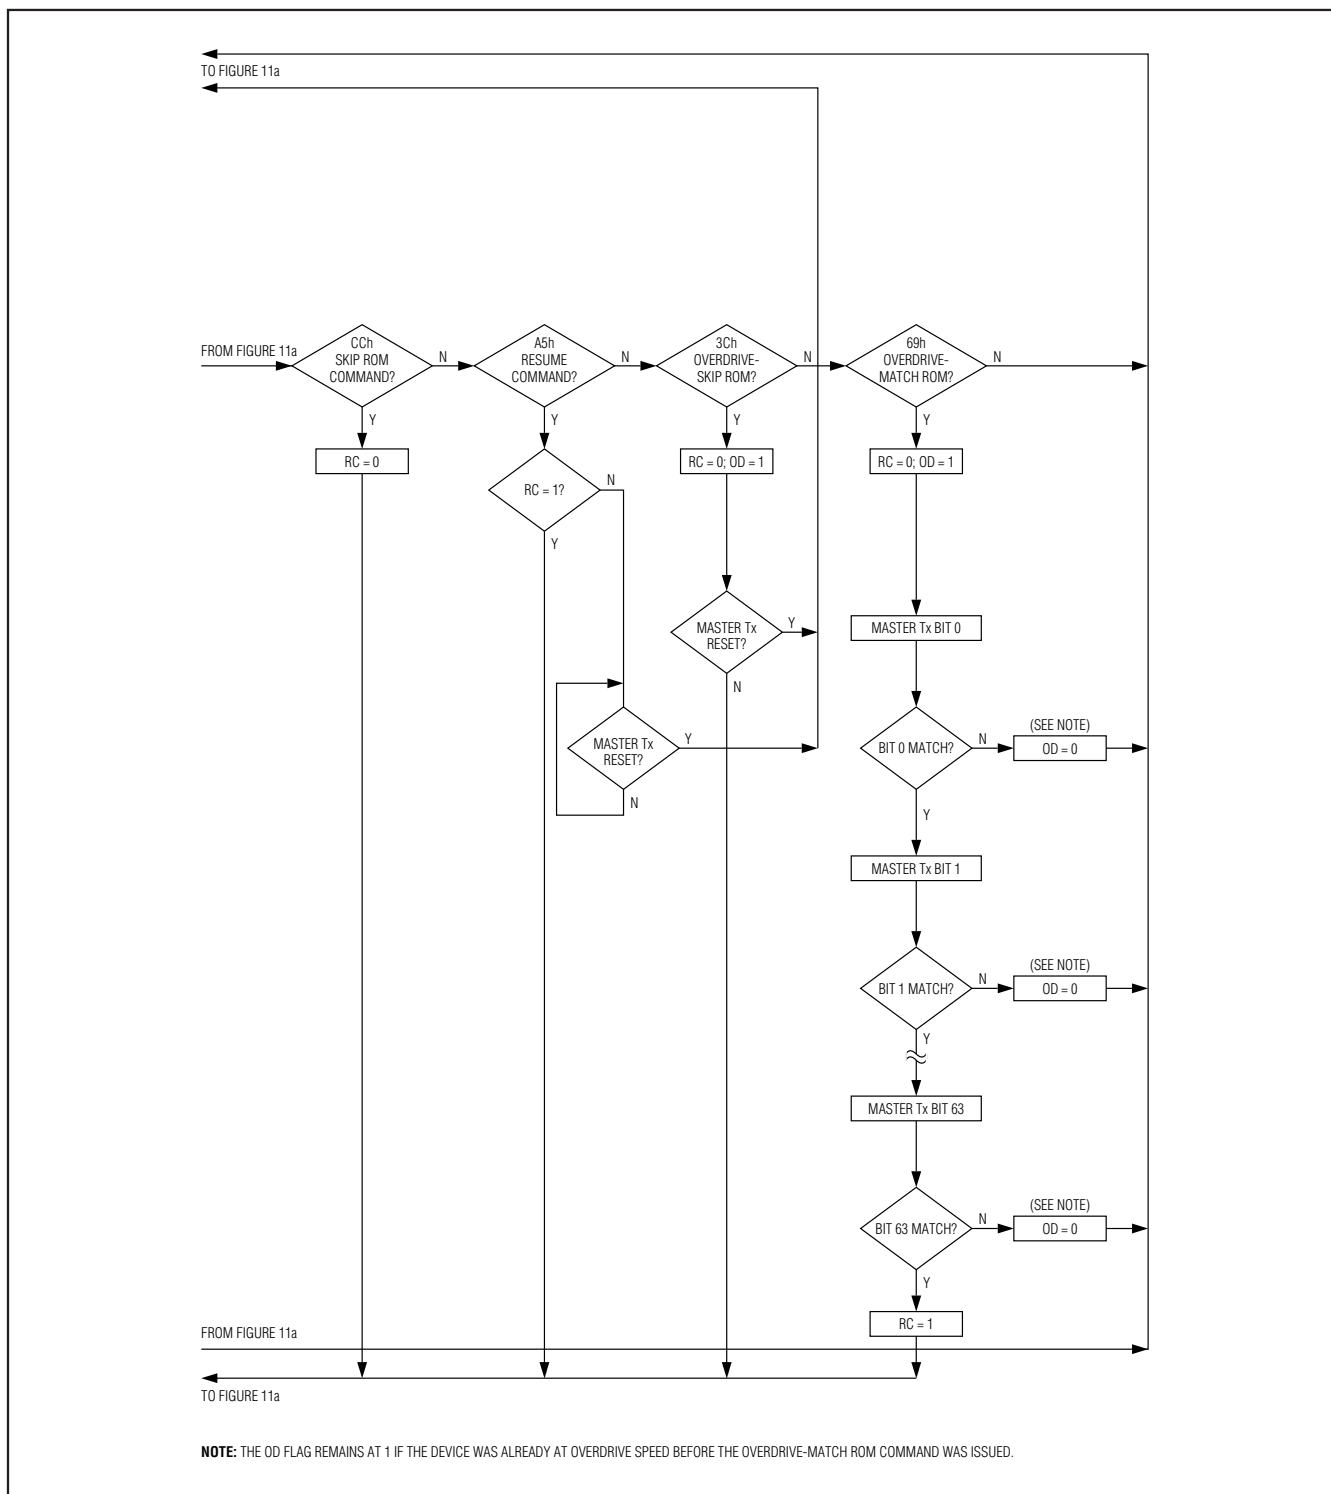 TO FIGURE 11a
FROM FIGURE 11a
CCh
SKIP ROM
COMMAND?
N
A5h
RESUME
COMMAND?
N
3Ch
OVERDRIVE-
SKIP ROM?
N
69h
OVERDRIVE-
MATCH ROM?
N
Y
Y
Y
Y
RC = 0
RC = 1?
N
Y
RC = 0; OD = 1
RC = 0; OD = 1
MASTER Tx
RESET?
Y
N
MASTER Tx BIT 0
MASTER Tx
RESET?
Y
N
BIT 0 MATCH?
N
(SEE NOTE)
OD = 0
Y
MASTER Tx BIT 1
BIT 1 MATCH?
N
(SEE NOTE)
OD = 0
Y
MASTER Tx BIT 63
BIT 63 MATCH?
N
(SEE NOTE)
OD = 0
Y
RC = 1
FROM FIGURE 11a
TO FIGURE 11a
NOTE: THE OD FLAG REMAINS AT 1 IF THE DEVICE WAS ALREADY AT OVERDRIVE SPEED BEFORE THE OVERDRIVE-MATCH ROM COMMAND WAS ISSUED.